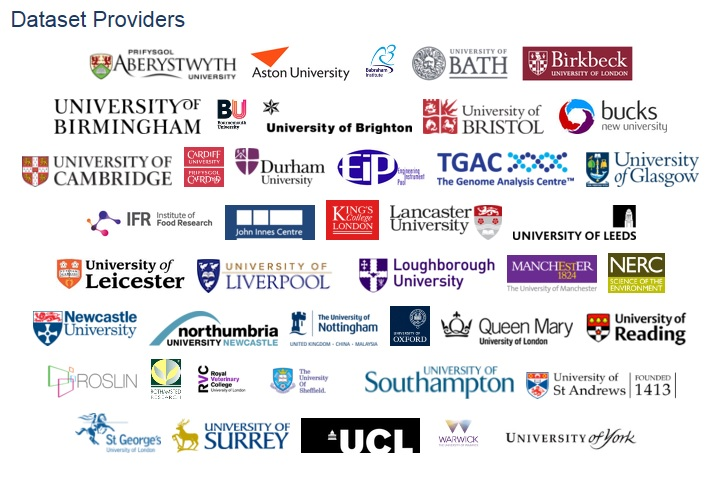 Dataset Providers
PRIFYSGOL
ABERYSTWYTH
UNIVERSITY
Aston University
Babraham
Institute
UNIVERSITY OF
BATH
Birkbeck
UNIVERSITY OF LONDON
UNIVERSITY OF
BIRMINGHAM
BU
Bournemouth
University
University of Brighton
University of
BRISTOL
bucks
new university
UNIVERSITY OF
CAMBRIDGE
CARDIFF
UNIVERSITY
PRIFYSGOL
CAERDYDD
Durham
University
EIP
Engineering
Instrument
Pool
TGAC
The Genome Analysis Centre™
University
of Glasgow
IFR
Institute of
Food Research
John Innes Centre
KING'S
College
LONDON
Lancaster
University
UNIVERSITY OF LEEDS
University of
Leicester
UNIVERSITY OF
LIVERPOOL
Loughborough
University
MANCHESTER
1824
The University of Manchester
NERC
SCIENCE OF THE
ENVIRONMENT
Newcastle
University
northumbria
UNIVERSITY NEWCASTLE
The University of
Nottingham
UNITED KINGDOM · CHINA · MALAYSIA
UNIVERSITY OF
OXFORD
Queen Mary
University of London
University of
Reading
ROSLIN
ROTHAMSTED
RESEARCH
RVC
Royal
Veterinary
College
University of London
The
University
Of
Sheffield.
UNIVERSITY OF
Southampton
University of
St Andrews
FOUNDED
1413
St George's
University of London
UNIVERSITY OF
SURREY
UCL
WARWICK
UNIVERSITY of York